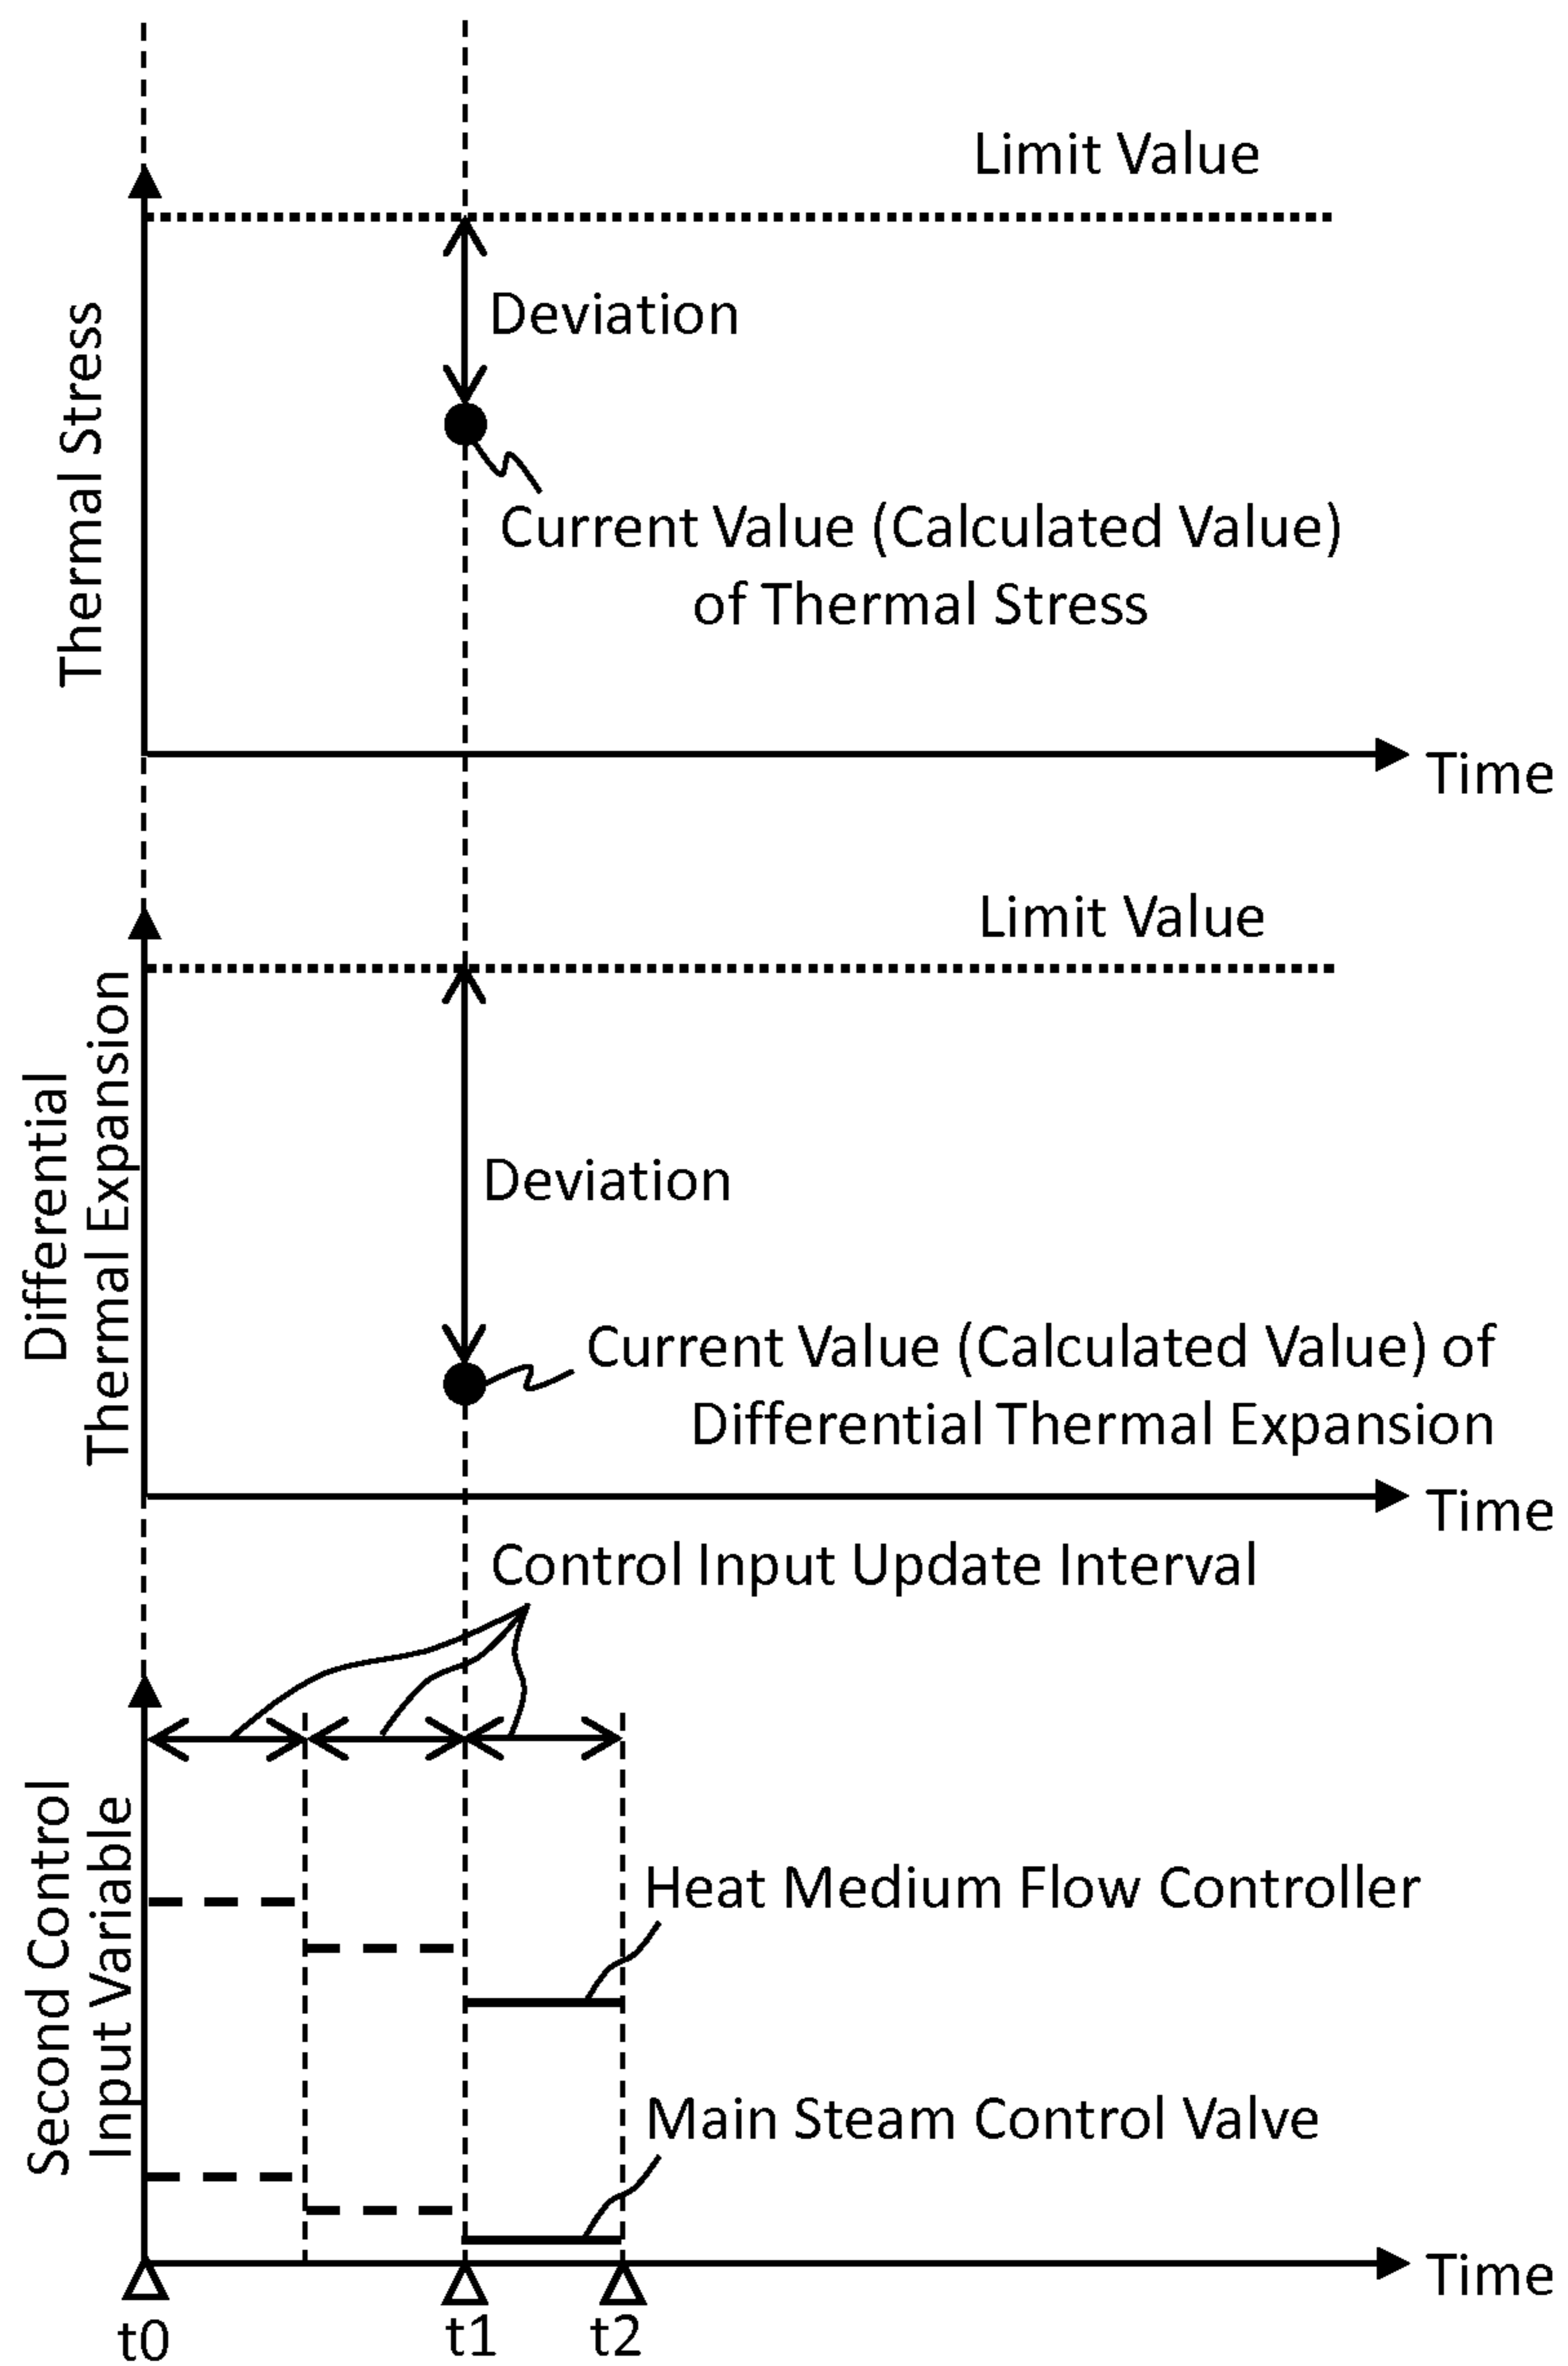 Limit Value
Thermal Stress
Deviation
Current Value (Calculated Value)
of Thermal Stress
Time
Limit Value
Differential
Thermal Expansion
Deviation
Current Value (Calculated Value) of
Differential Thermal Expansion
Time
Control Input Update Interval
Second Control
Input Variable
Heat Medium Flow Controller
Main Steam Control Valve
Time
t0
t1
t2